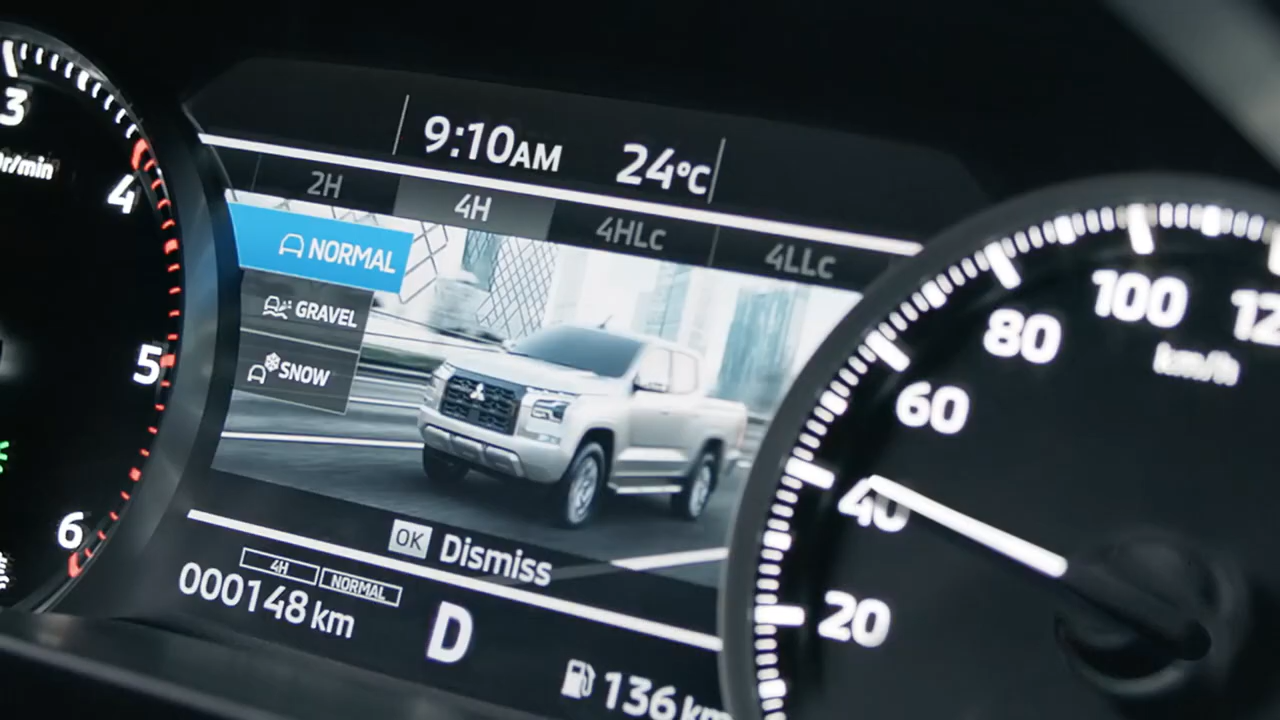 9:10AM 24°C
2H 4H 4HLc 4LLc
NORMAL
GRAVEL
SNOW
OK Dismiss
4H NORMAL
000148 km
D
136 km
3
r/min
4
5
6
20
40
60
80
100
12
km/h